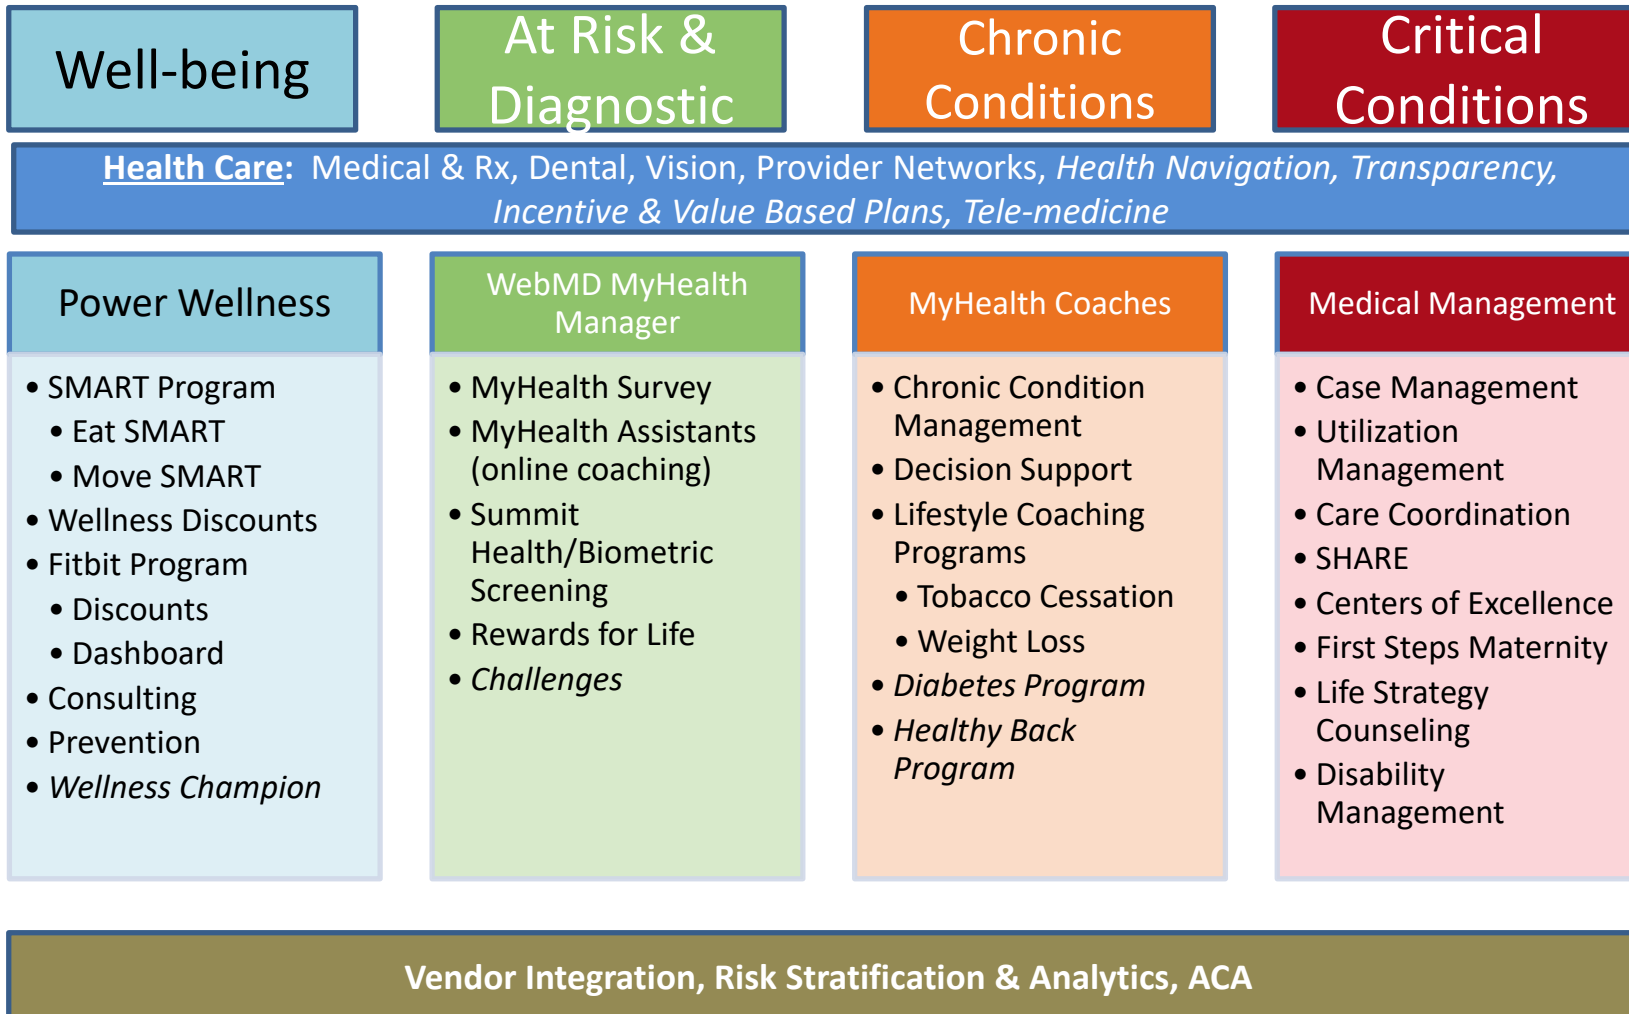 Well-being
At Risk &
Diagnostic
Chronic
Conditions
Critical
Conditions
Health Care: Medical & Rx, Dental, Vision, Provider Networks, Health Navigation, Transparency,
Incentive & Value Based Plans, Tele-medicine
Power Wellness
• SMART Program
• Eat SMART
• Move SMART
• Wellness Discounts
• Fitbit Program
• Discounts
• Dashboard
• Consulting
• Prevention
• Wellness Champion
WebMD MyHealth
Manager
• MyHealth Survey
• MyHealth Assistants
(online coaching)
• Summit
Health/Biometric
Screening
• Rewards for Life
• Challenges
MyHealth Coaches
• Chronic Condition
Management
• Decision Support
• Lifestyle Coaching
Programs
• Tobacco Cessation
• Weight Loss
• Diabetes Program
• Healthy Back
Program
Medical Management
• Case Management
• Utilization
Management
• Care Coordination
• SHARE
• Centers of Excellence
• First Steps Maternity
• Life Strategy
Counseling
• Disability
Management
Vendor Integration, Risk Stratification & Analytics, ACA